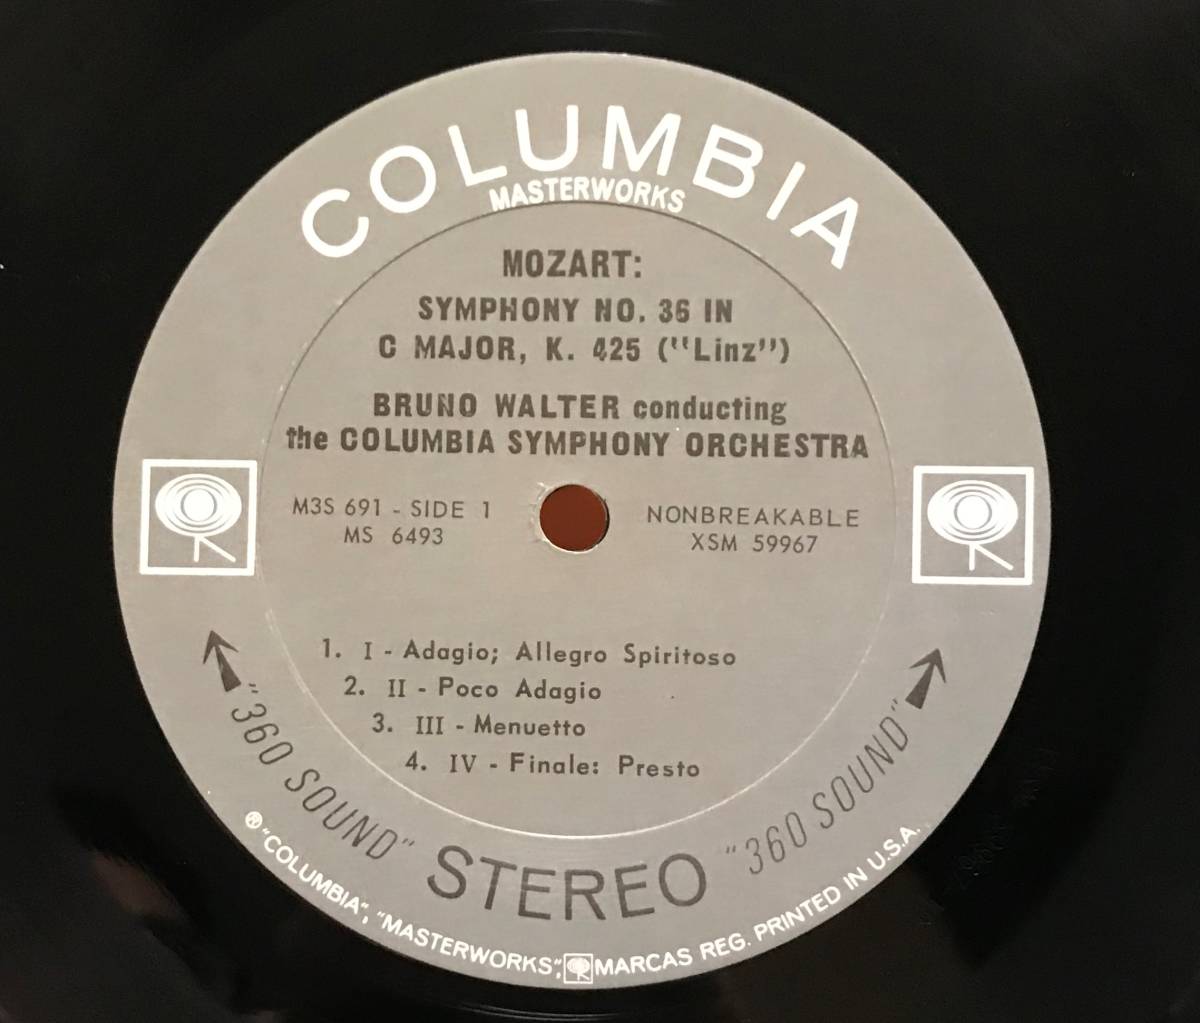 COLUMBIA
MASTERWORKS
MOZART:
SYMPHONY NO. 36 IN
C MAJOR, K. 425 ("Linz")
BRUNO WALTER conducting
the COLUMBIA SYMPHONY ORCHESTRA
M3S 691 - SIDE 1
MS 6493
NONBREAKABLE
XSM 59967
1. I - Adagio; Allegro Spiritoso
2. II - Poco Adagio
3. III - Menuetto
4. IV - Finale: Presto
"360 SOUND" STEREO "360 SOUND"
® "COLUMBIA", "MASTERWORKS", MARCAS REG. PRINTED IN U.S.A.